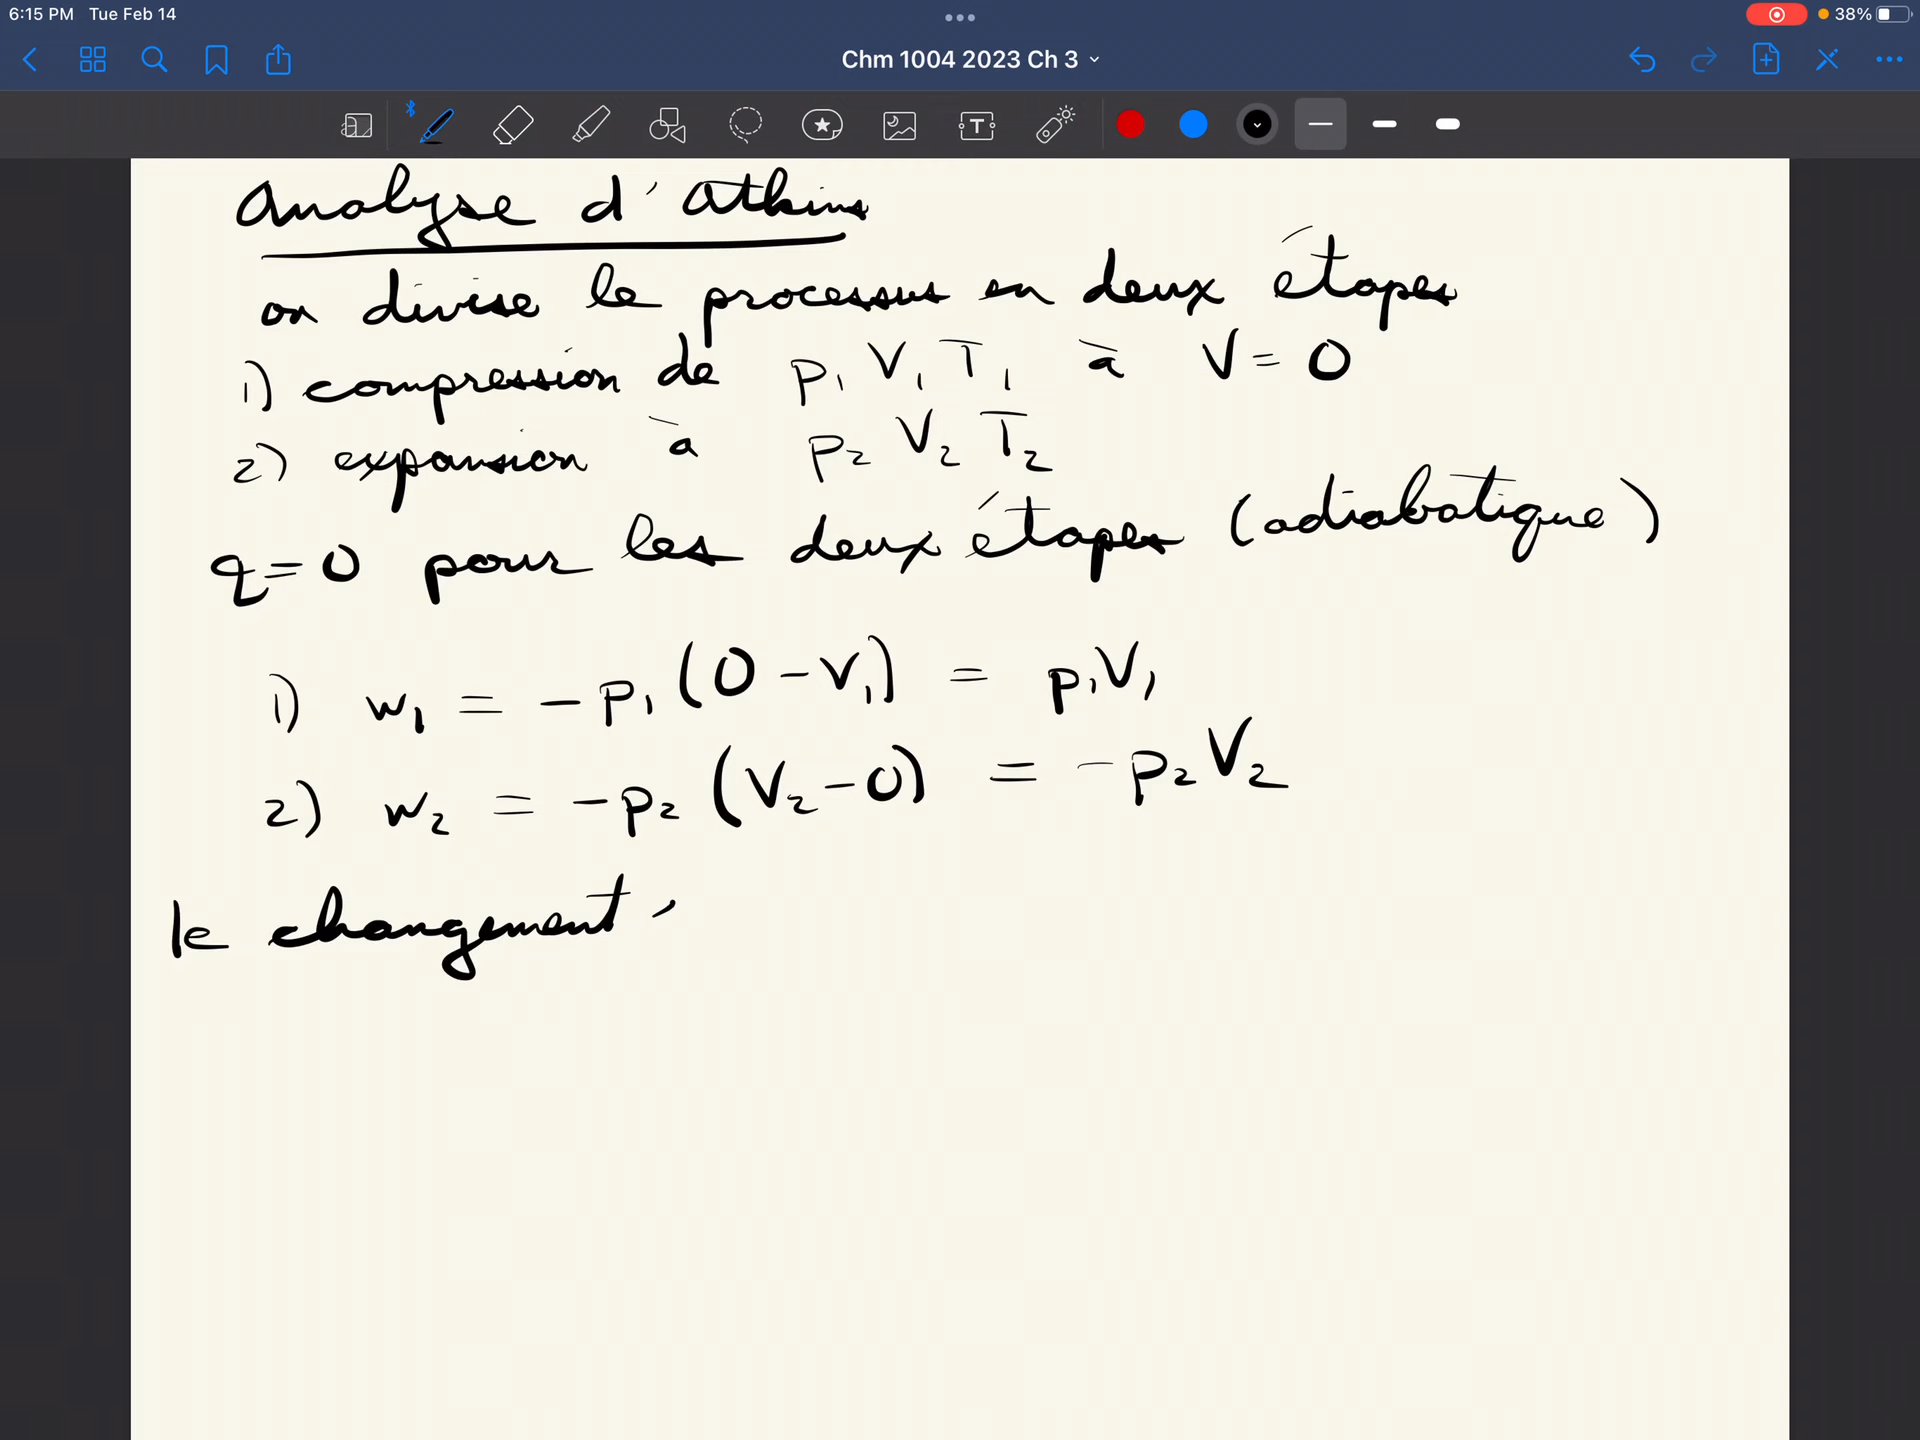 6:15 PM Tue Feb 14
38%
Chm 1004 2023 Ch 3
Analyse d'Atkins
on divise le processus en deux étapes
1) compression de p₁ V₁ T₁ à V = 0
2) expansion à p₂ V₂ T₂
q = 0 pour les deux étapes (adiabatique)
1) w₁ = -p₁ (0 - V₁) = p₁V₁
2) w₂ = -p₂ (V₂ - 0) = -p₂V₂
le changement